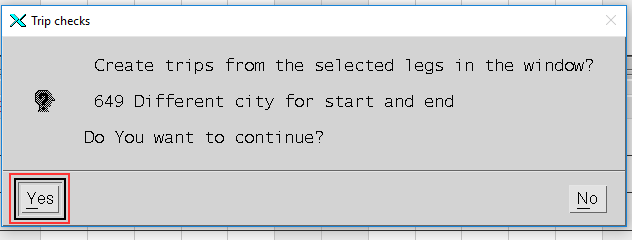 Trip checks
Create trips from the selected legs in the window?
649 Different city for start and end
Do You want to continue?
Yes
No